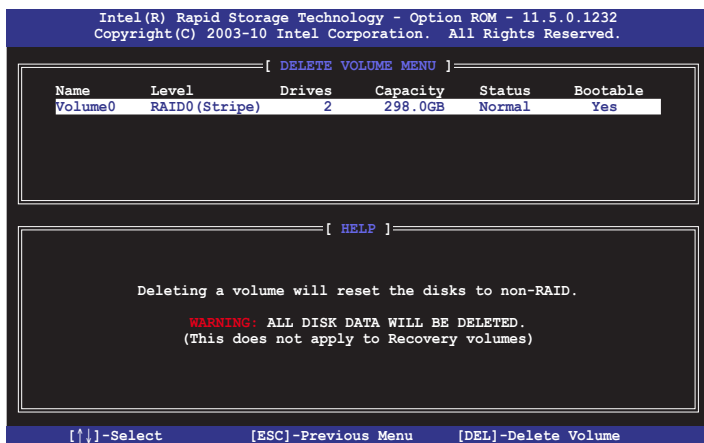 Intel(R) Rapid Storage Technology - Option ROM - 11.5.0.1232
Copyright(C) 2003-10 Intel Corporation. All Rights Reserved.
[ DELETE VOLUME MENU ]
Name Level Drives Capacity Status Bootable
Volume0 RAID0(Stripe) 2 298.0GB Normal Yes
[ HELP ]
Deleting a volume will reset the disks to non-RAID.
WARNING: ALL DISK DATA WILL BE DELETED.
(This does not apply to Recovery volumes)
[↑↓]-Select [ESC]-Previous Menu [DEL]-Delete Volume